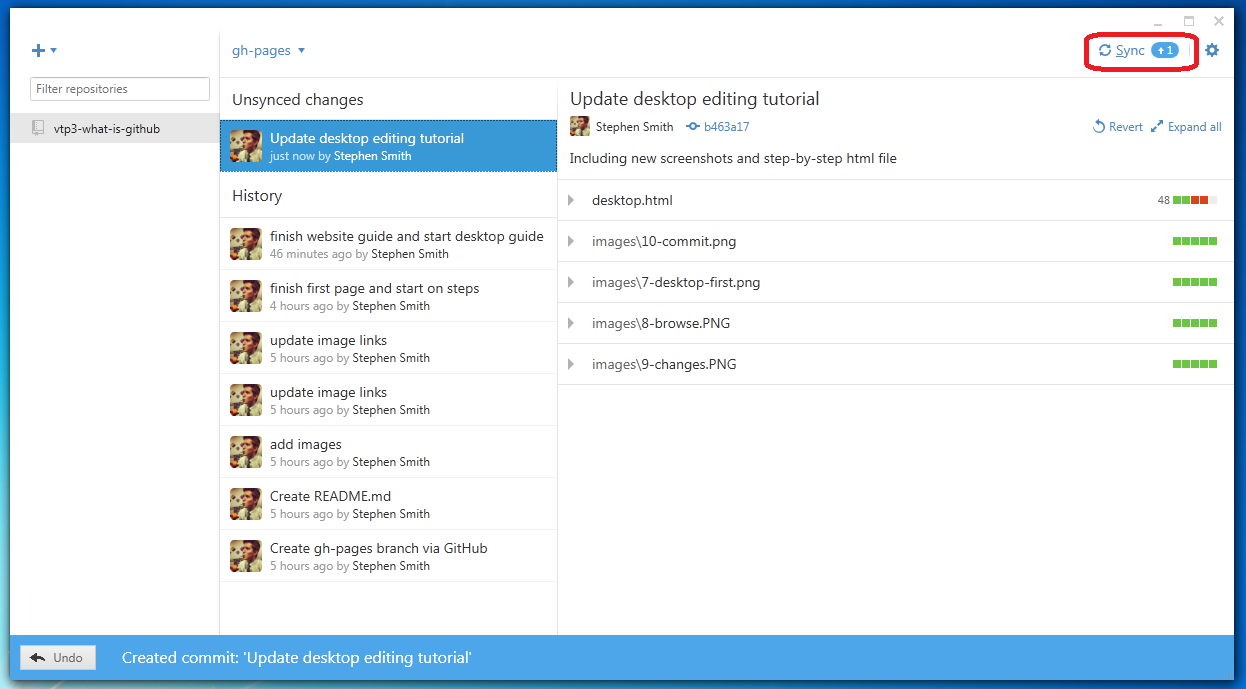 gh-pages
Sync 1
Filter repositories
vtp3-what-is-github
Unsynced changes
Update desktop editing tutorial
just now by Stephen Smith
History
finish website guide and start desktop guide
46 minutes ago by Stephen Smith
finish first page and start on steps
4 hours ago by Stephen Smith
update image links
5 hours ago by Stephen Smith
update image links
5 hours ago by Stephen Smith
add images
5 hours ago by Stephen Smith
Create README.md
5 hours ago by Stephen Smith
Create gh-pages branch via GitHub
5 hours ago by Stephen Smith
Update desktop editing tutorial
Stephen Smith b463a17
Revert Expand all
Including new screenshots and step-by-step html file
desktop.html 48
images\10-commit.png
images\7-desktop-first.png
images\8-browse.PNG
images\9-changes.PNG
Undo
Created commit: 'Update desktop editing tutorial'